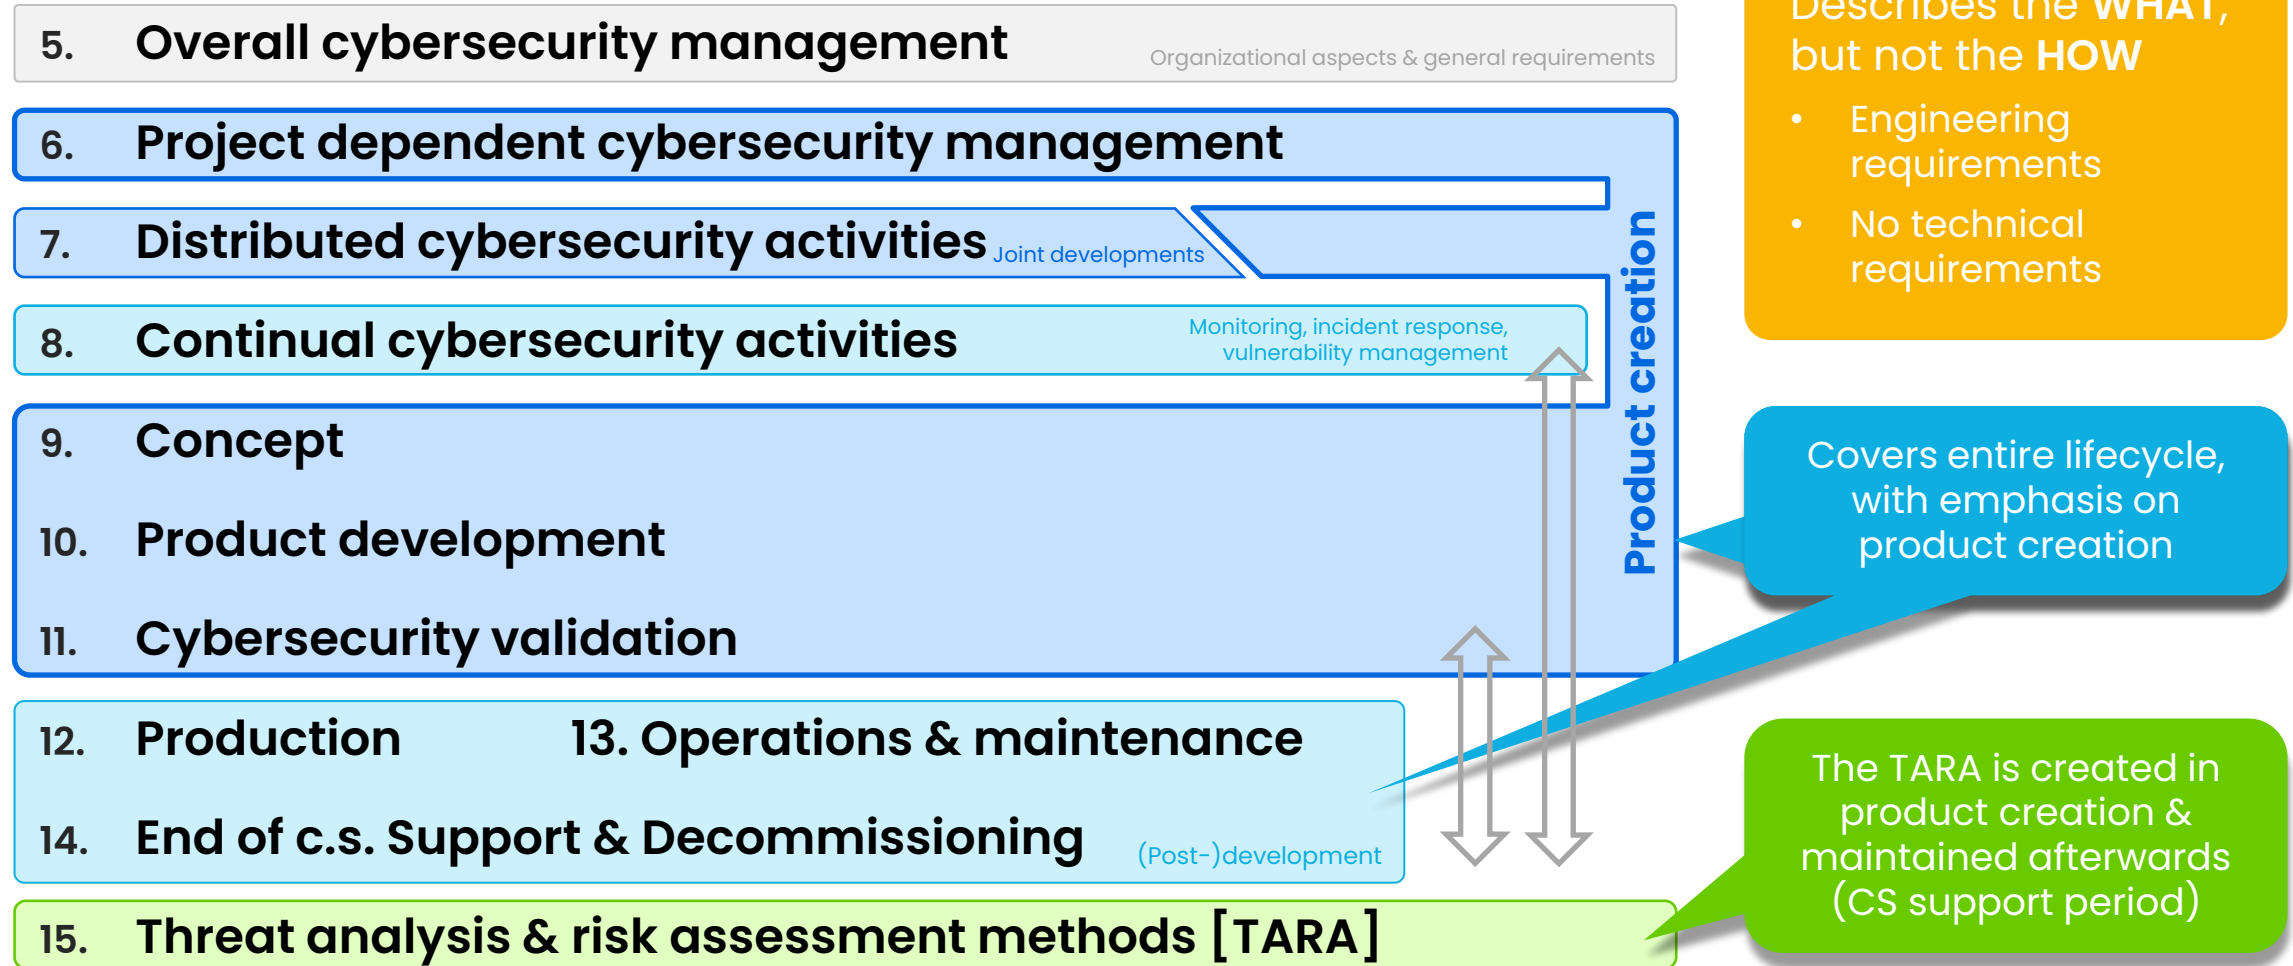 5. Overall cybersecurity management Organizational aspects & general requirements
6. Project dependent cybersecurity management
7. Distributed cybersecurity activities Joint developments
8. Continual cybersecurity activities
Monitoring, incident response,
vulnerability management
9. Concept
10. Product development
11. Cybersecurity validation
Product creation
12. Production 13. Operations & maintenance
14. End of c.s. Support & Decommissioning (Post-)development
15. Threat analysis & risk assessment methods [TARA]
Describes the WHAT,
but not the HOW
• Engineering
requirements
• No technical
requirements
Covers entire lifecycle,
with emphasis on
product creation
The TARA is created in
product creation &
maintained afterwards
(CS support period)